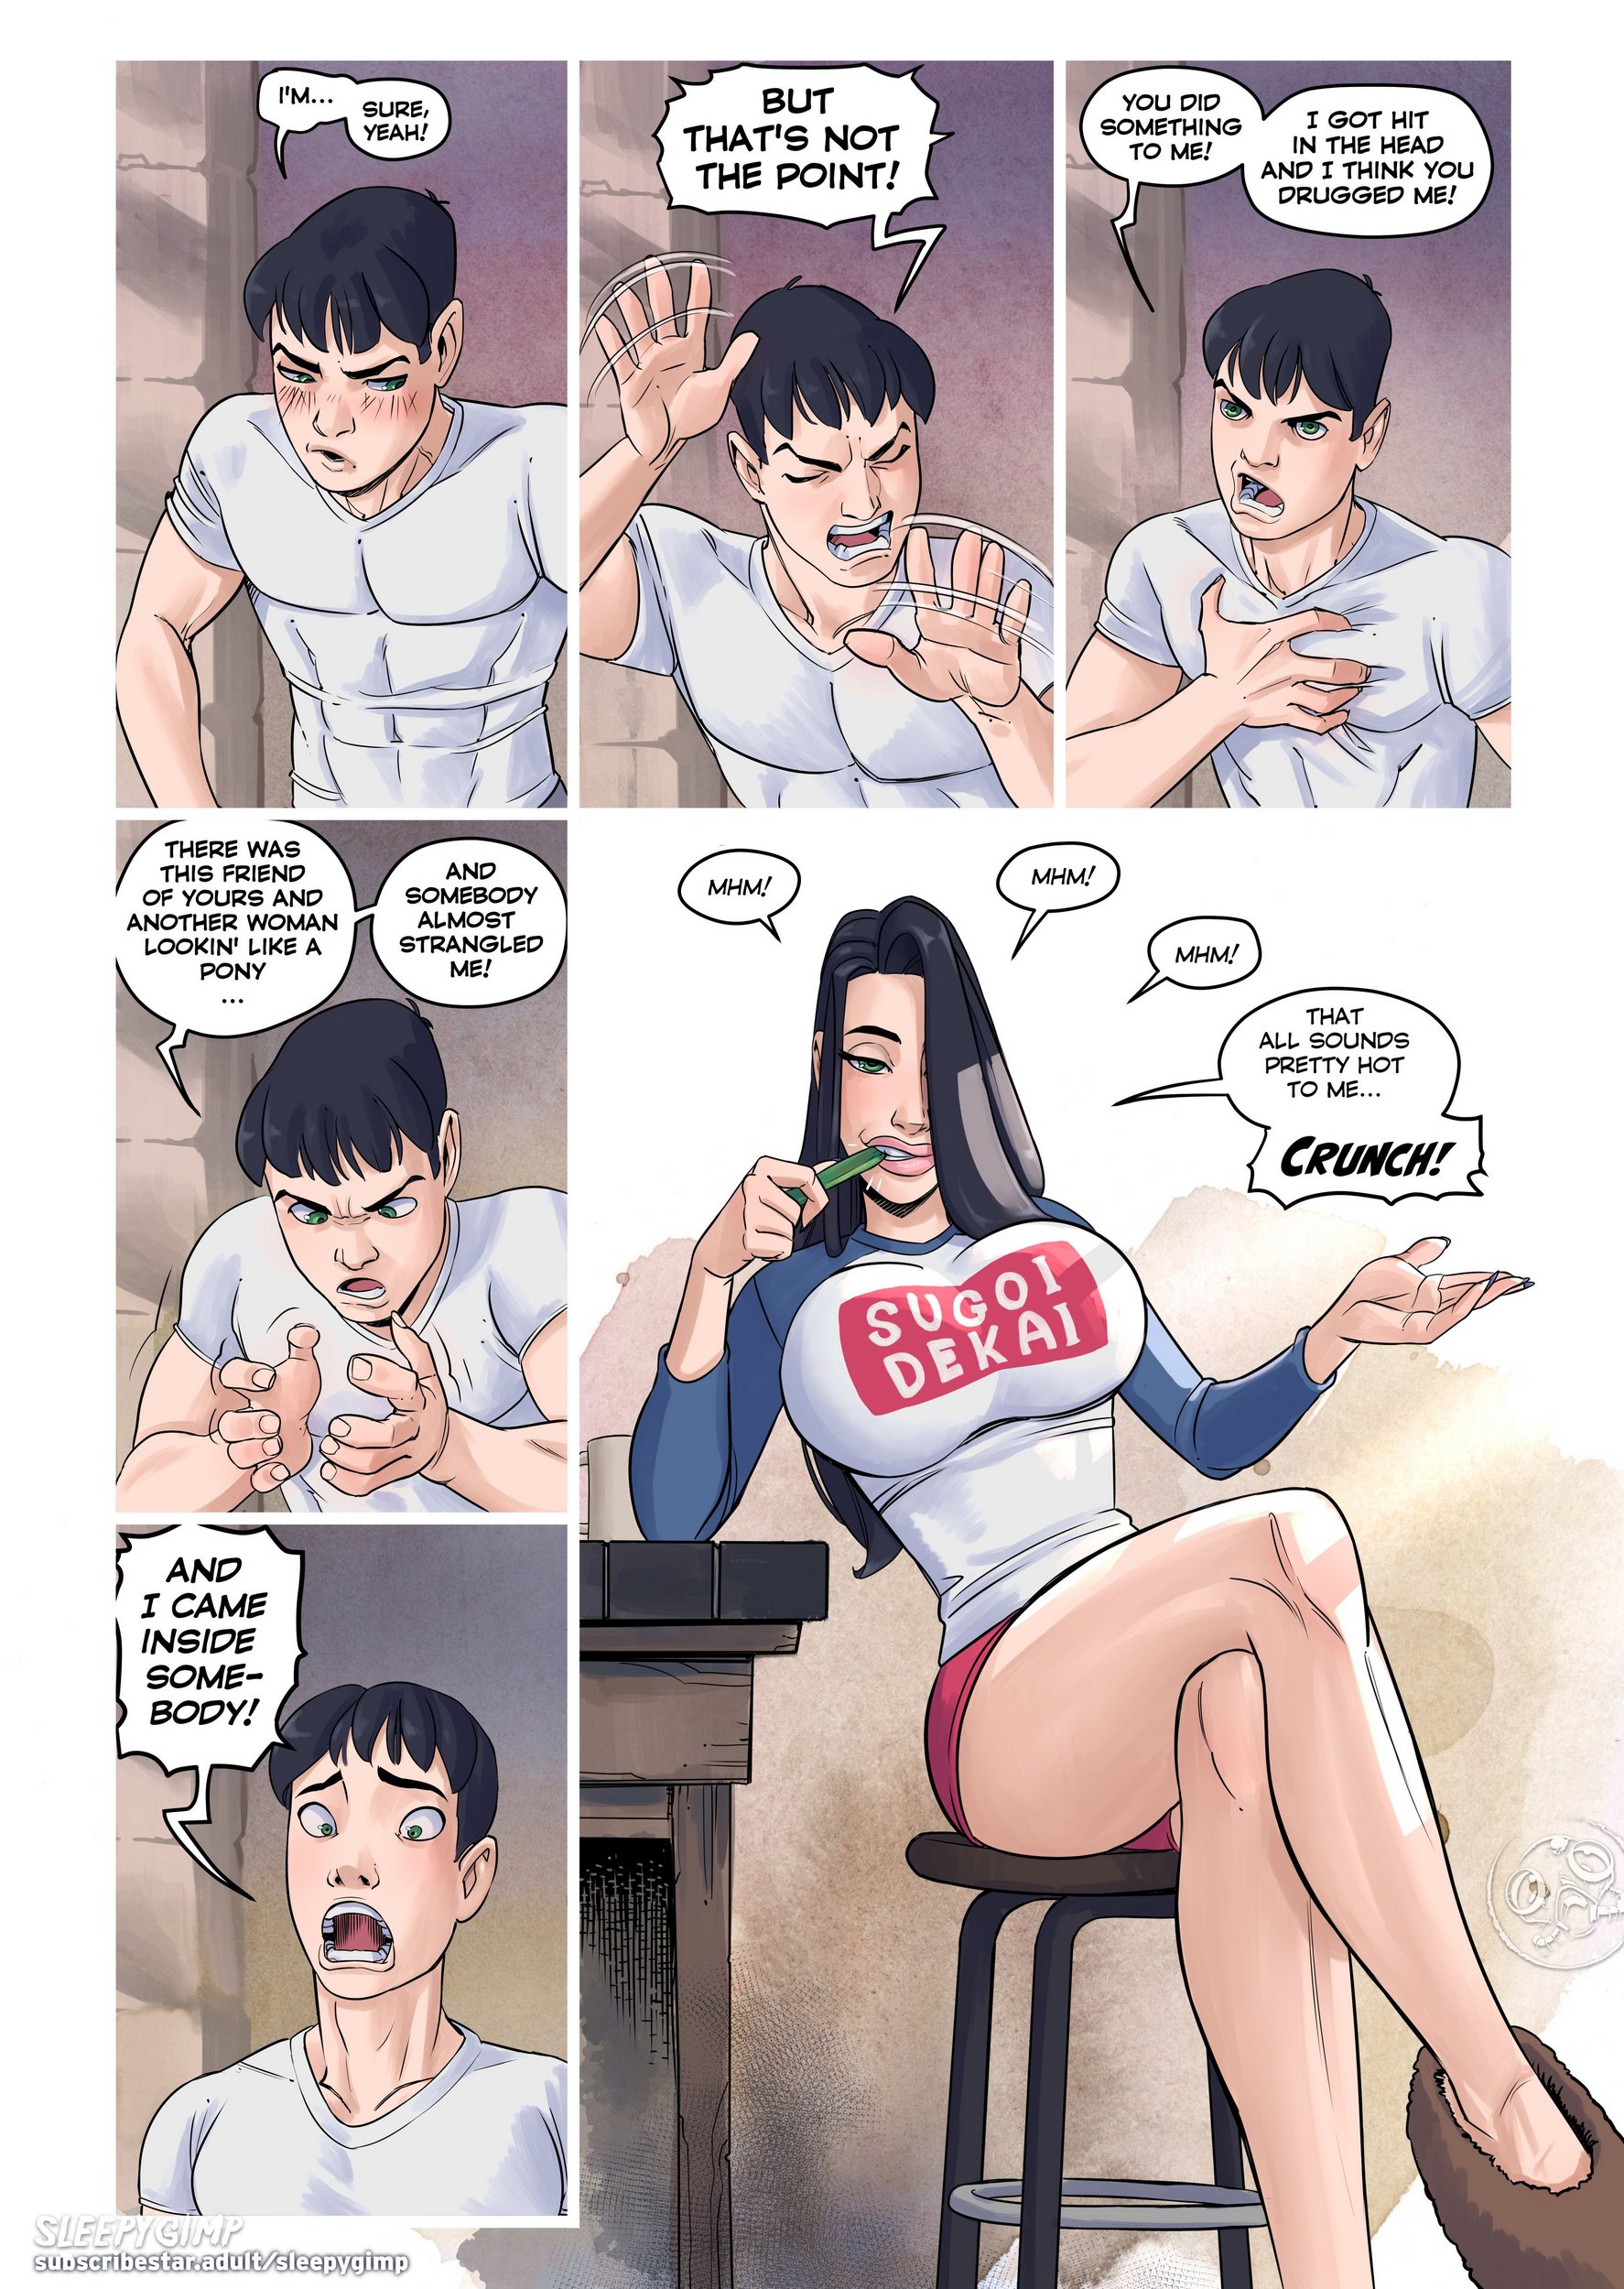 I'M...
SURE,
YEAH!
BUT
THAT'S NOT
THE POINT!
YOU DID
SOMETHING
TO ME!
I GOT HIT
IN THE HEAD
AND I THINK YOU
DRUGGED ME!
THERE WAS
THIS FRIEND
OF YOURS AND
ANOTHER WOMAN
LOOKIN' LIKE A
PONY
...
AND
SOMEBODY
ALMOST
STRANGLED
ME!
AND
I CAME
INSIDE
SOME-
BODY!
MHM!
MHM!
MHM!
THAT
ALL SOUNDS
PRETTY HOT
TO ME...
CRUNCH!
SUGOI
DEKAI
SLEEPYGIMP
subscribestar.adult/sleepygimp